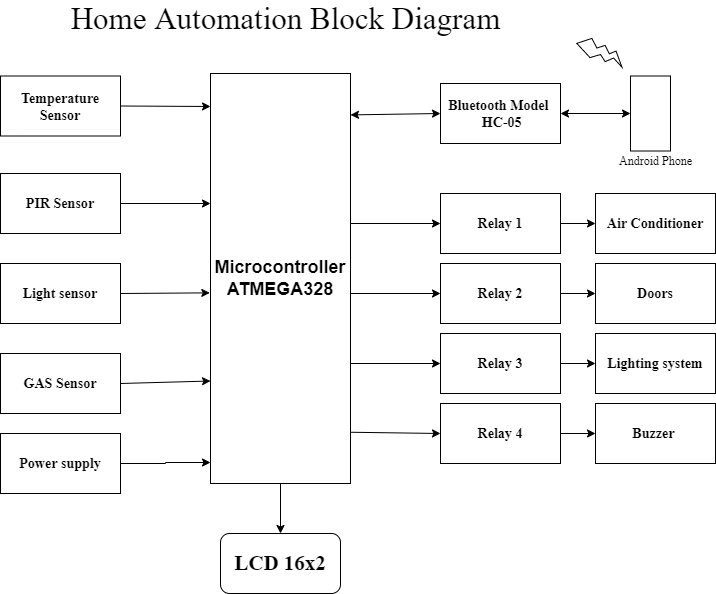 Home Automation Block Diagram
Temperature
Sensor
PIR Sensor
Light sensor
GAS Sensor
Power supply
Microcontroller
ATMEGA328
LCD 16x2
Bluetooth Model
HC-05
Android Phone
Relay 1
Air Conditioner
Relay 2
Doors
Relay 3
Lighting system
Relay 4
Buzzer